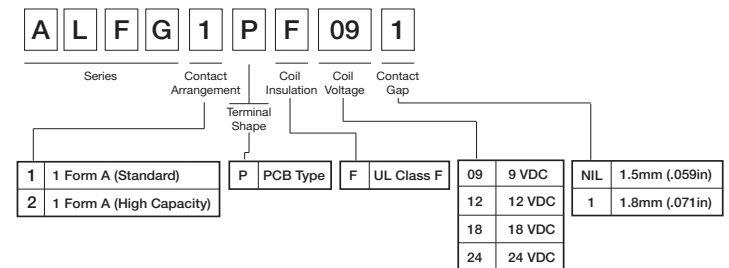 A L F G 1 P F 09 1
Series
Contact Arrangement
Terminal Shape
Coil Insulation
Coil Voltage
Contact Gap
1 1 Form A (Standard)
2 1 Form A (High Capacity)
P PCB Type
F UL Class F
09 9 VDC
12 12 VDC
18 18 VDC
24 24 VDC
NIL 1.5mm (.059in)
1 1.8mm (.071in)